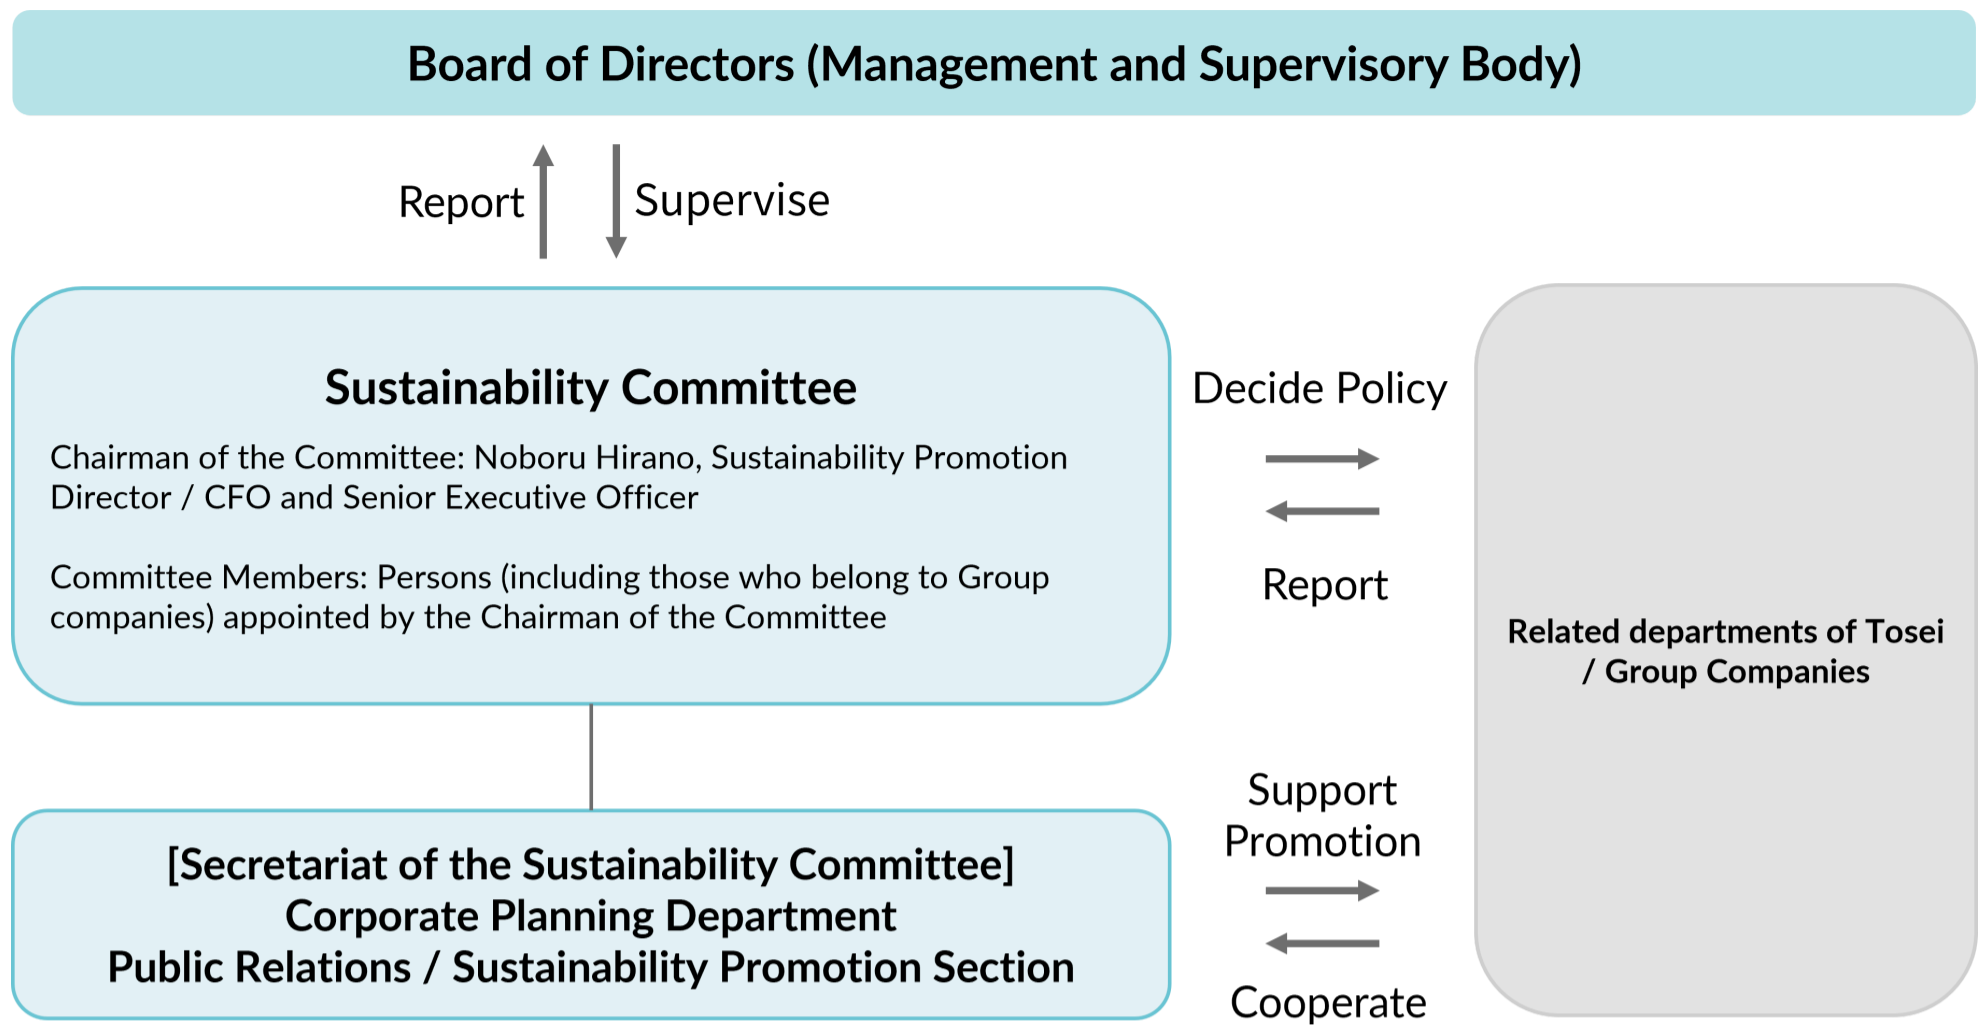 Board of Directors (Management and Supervisory Body)
Report
Supervise
Sustainability Committee
Chairman of the Committee: Noboru Hirano, Sustainability Promotion
Director / CFO and Senior Executive Officer
Committee Members: Persons (including those who belong to Group
companies) appointed by the Chairman of the Committee
Decide Policy
Report
Related departments of Tosei
/ Group Companies
[Secretariat of the Sustainability Committee]
Corporate Planning Department
Public Relations / Sustainability Promotion Section
Support
Promotion
Cooperate